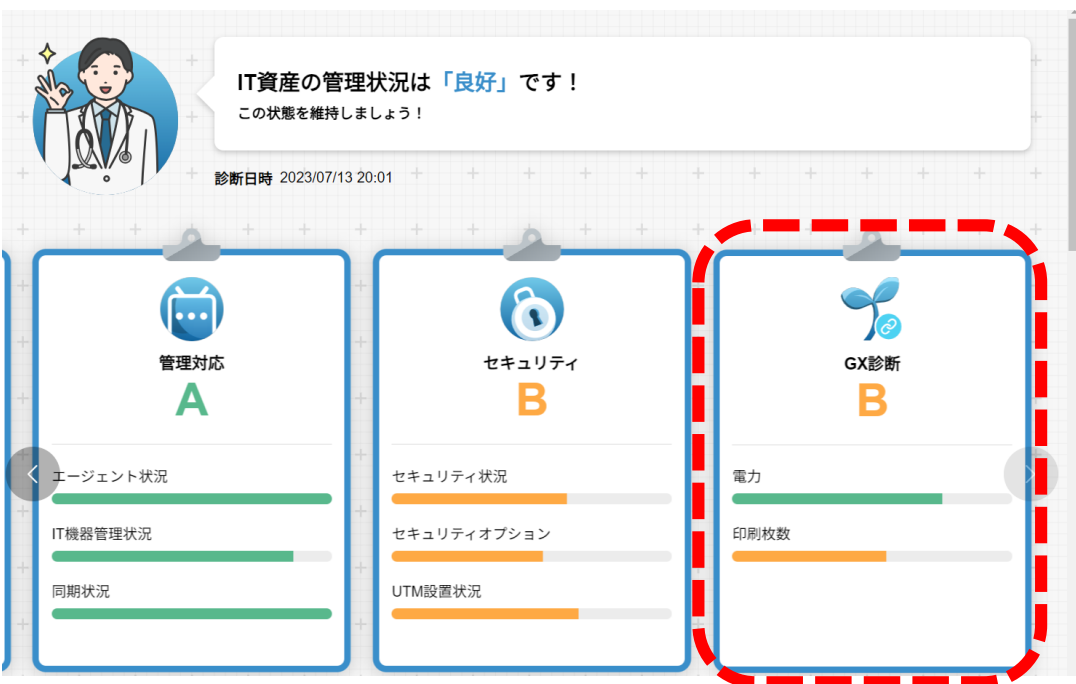 IT資産の管理状況は「良好」です！
この状態を維持しましょう！
診断日時 2023/07/13 20:01
管理対応
A
エージェント状況
IT機器管理状況
同期状況
セキュリティ
B
セキュリティ状況
セキュリティオプション
UTM設置状況
GX診断
B
電力
印刷枚数